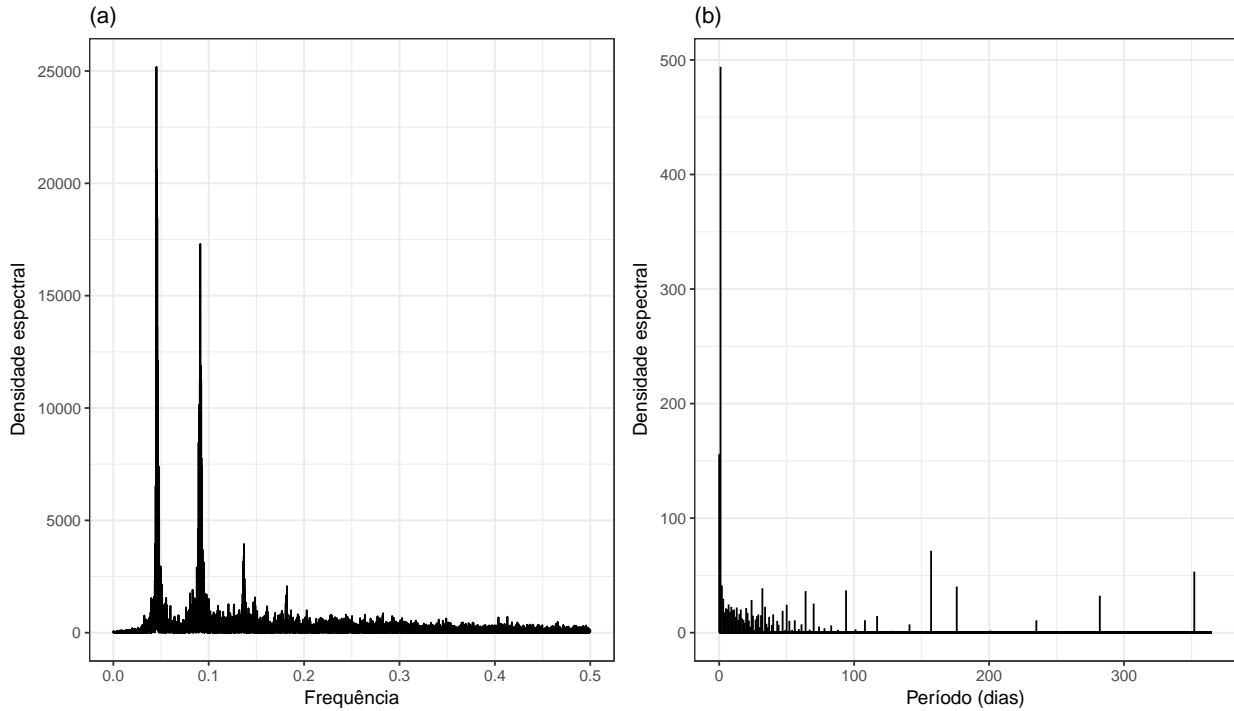 (a)
Densidade espectral
25000
20000
15000
10000
5000
0
0.0 0.1 0.2 0.3 0.4 0.5
Frequência
(b)
Densidade espectral
500
400
300
200
100
0
0 100 200 300
Período (dias)